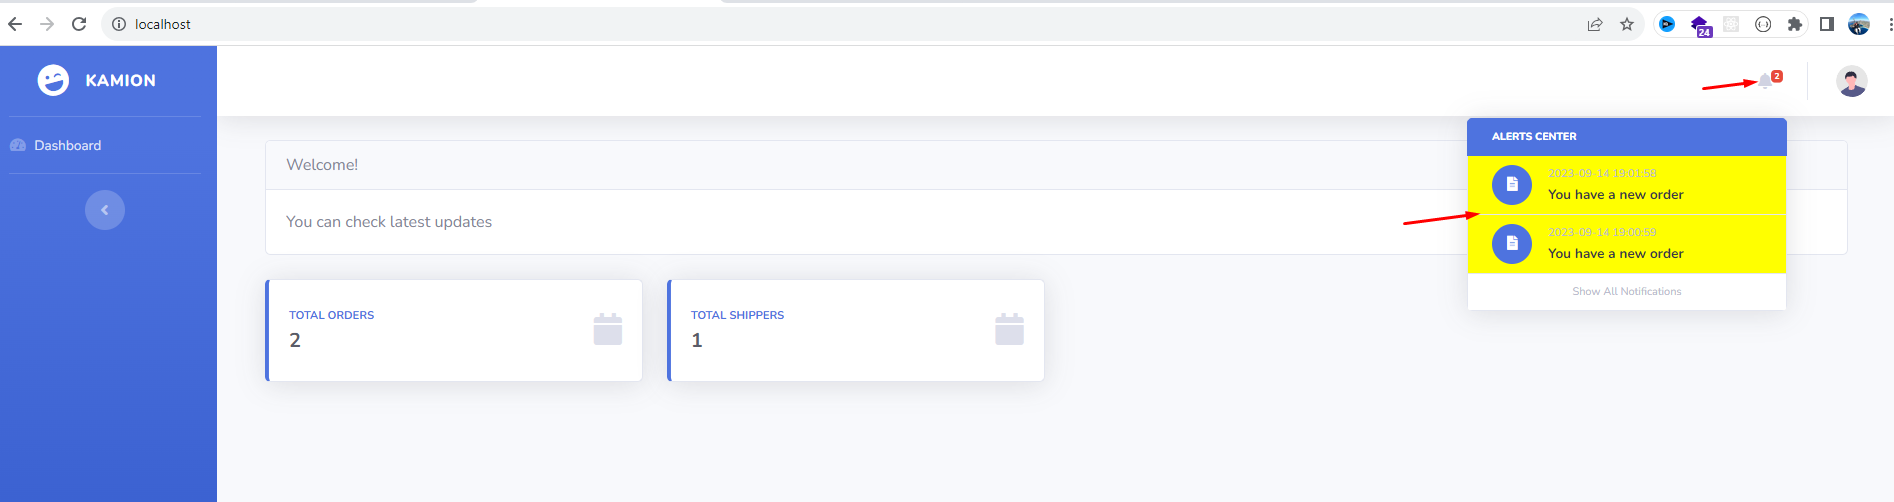 localhost
24
KAMION
2
Dashboard
ALERTS CENTER
Welcome!
2023-09-14 19:01:58
You have a new order
You can check latest updates
2023-09-14 19:00:59
You have a new order
Show All Notifications
TOTAL ORDERS
2
TOTAL SHIPPERS
1